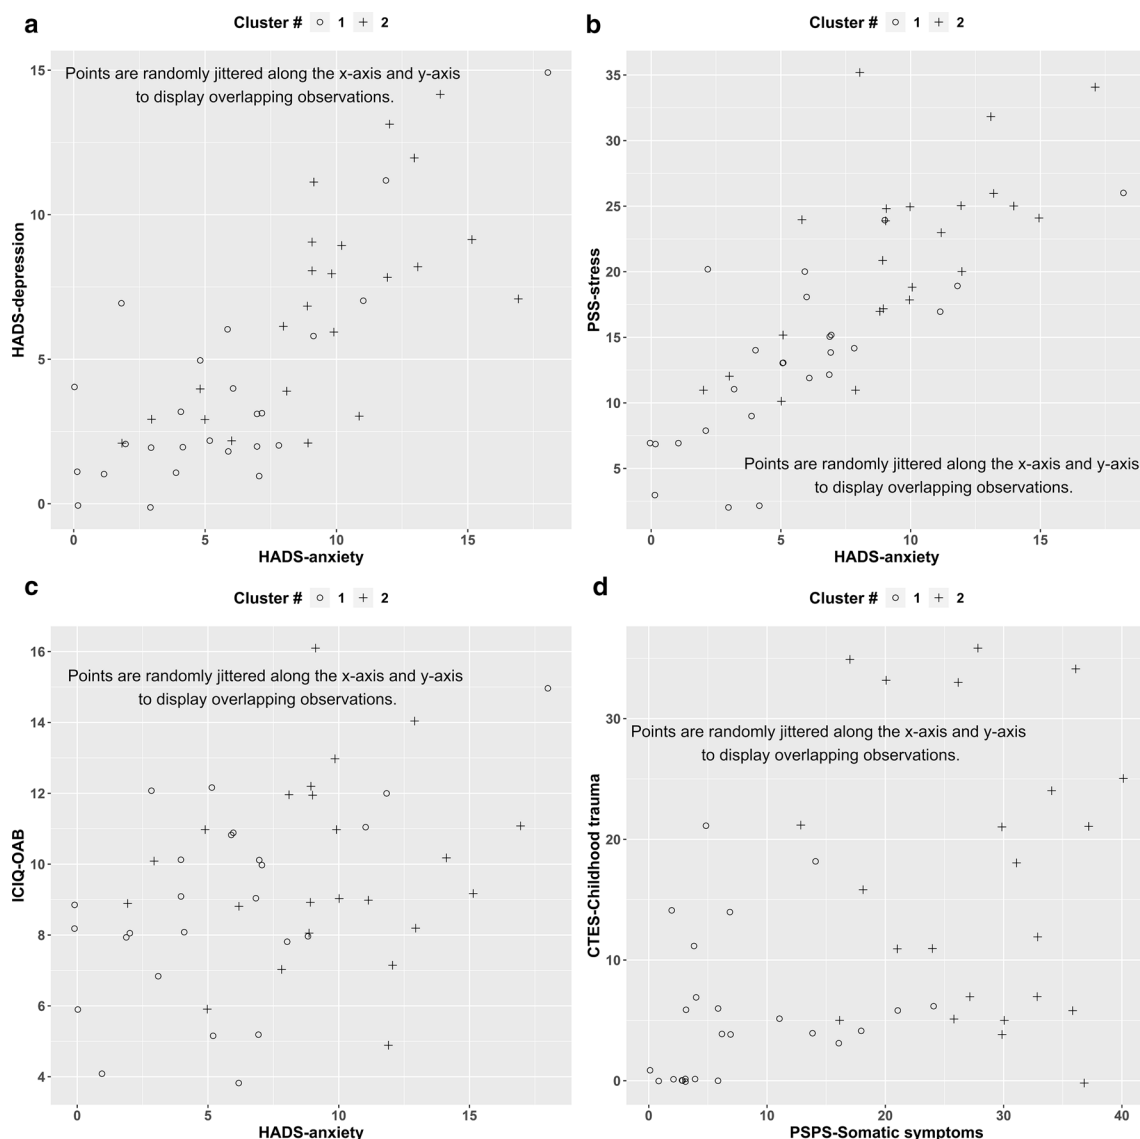 a
Cluster # 1 2
15
10
5
0
HADS-depression
Points are randomly jittered along the x-axis and y-axis
to display overlapping observations.
0 5 10 15
HADS-anxiety
b
Cluster # 1 2
35
30
25
20
15
10
5
PSS-stress
Points are randomly jittered along the x-axis and y-axis
to display overlapping observations.
0 5 10 15
HADS-anxiety
c
Cluster # 1 2
16
14
12
10
8
6
4
ICIQ-OAB
Points are randomly jittered along the x-axis and y-axis
to display overlapping observations.
0 5 10 15
HADS-anxiety
d
Cluster # 1 2
30
20
10
0
CTES-Childhood trauma
Points are randomly jittered along the x-axis and y-axis
to display overlapping observations.
0 10 20 30 40
PSPS-Somatic symptoms